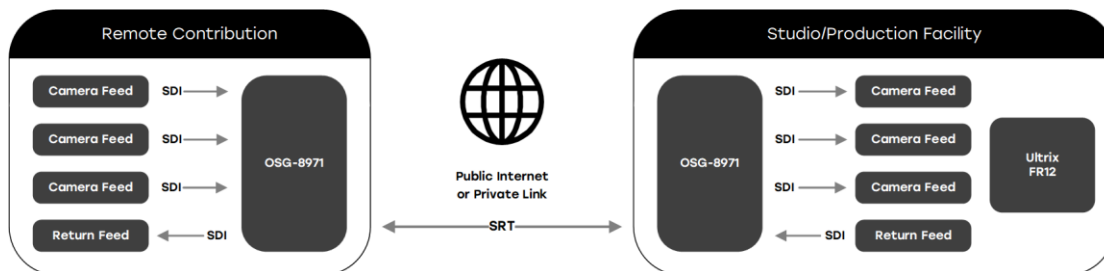 Remote Contribution
Camera Feed SDI
Camera Feed SDI
OSG-8971
Camera Feed SDI
Return Feed SDI
Public Internet
or Private Link
SRT
Studio/Production Facility
OSG-8971
SDI Camera Feed
SDI Camera Feed
SDI Camera Feed
SDI Return Feed
Ultrix
FR12